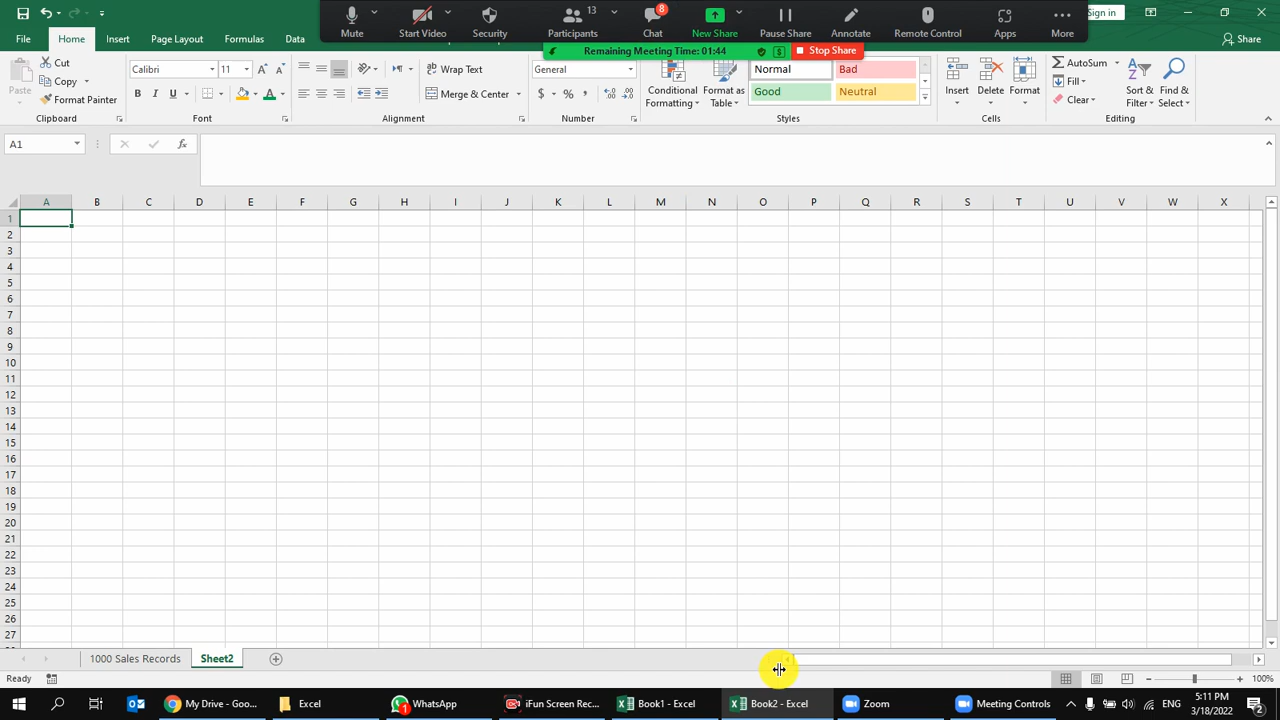 Mute
Start Video
Security
Participants
13
Chat
8
New Share
Pause Share
Annotate
Remote Control
Apps
More
Sign in
Remaining Meeting Time: 01:44
Stop Share
File
Home
Insert
Page Layout
Formulas
Data
Share
Paste
Cut
Copy
Format Painter
Clipboard
Calibri
11
B I U
Font
Wrap Text
Merge & Center
Alignment
General
$ % ,
Number
Conditional
Formatting
Format as
Table
Normal
Bad
Good
Neutral
Styles
Insert
Delete
Format
Cells
AutoSum
Fill
Clear
Sort &
Filter
Find &
Select
Editing
A1
fx
A B C D E F G H I J K L M N O P Q R S T U V W X
1
2
3
4
5
6
7
8
9
10
11
12
13
14
15
16
17
18
19
20
21
22
23
24
25
26
27
1000 Sales Records
Sheet2
Ready
100%
My Drive - Goo...
Excel
WhatsApp
1
iFun Screen Rec...
Book1 - Excel
Book2 - Excel
Zoom
Meeting Controls
ENG
5:11 PM
3/18/2022
2